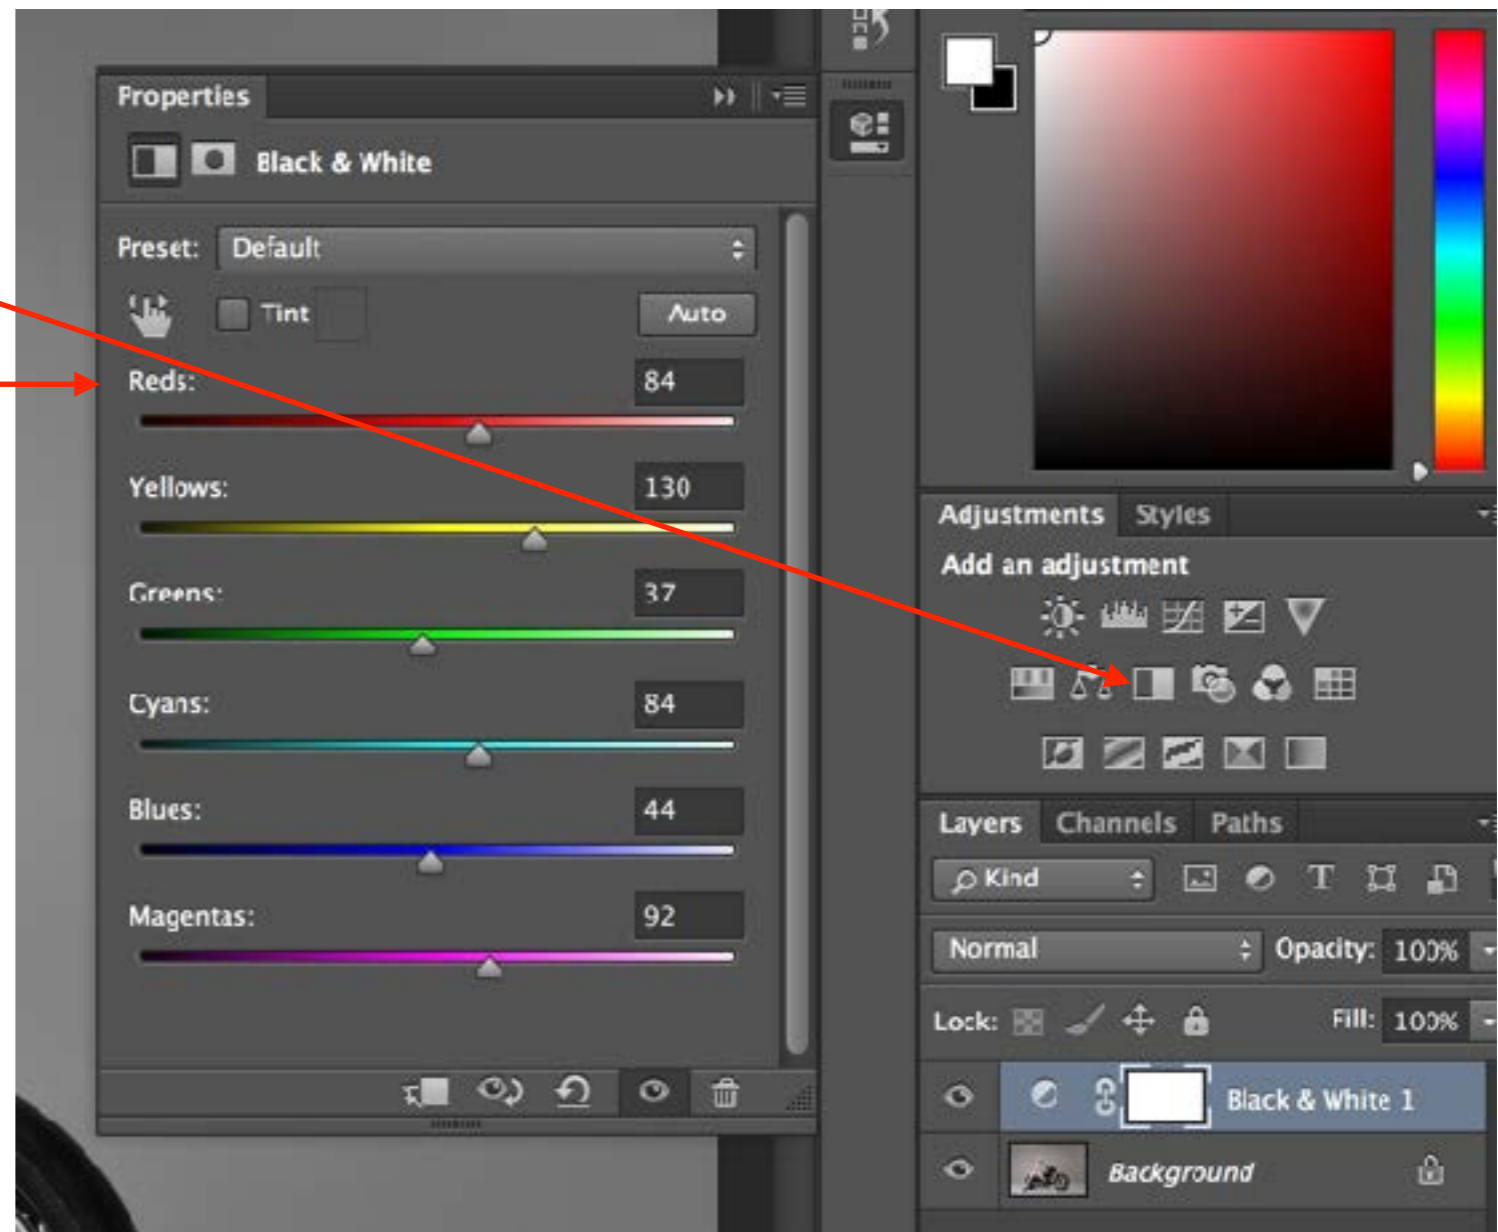 Properties
Black & White
Preset: Default
Tint Auto
Reds: 84
Yellows: 130
Greens: 37
Cyans: 84
Blues: 44
Magentas: 92
Adjustments Styles
Add an adjustment
Layers Channels Paths
Kind T
Normal Opacity: 100%
Lock: Fill: 100%
Black & White 1
Background